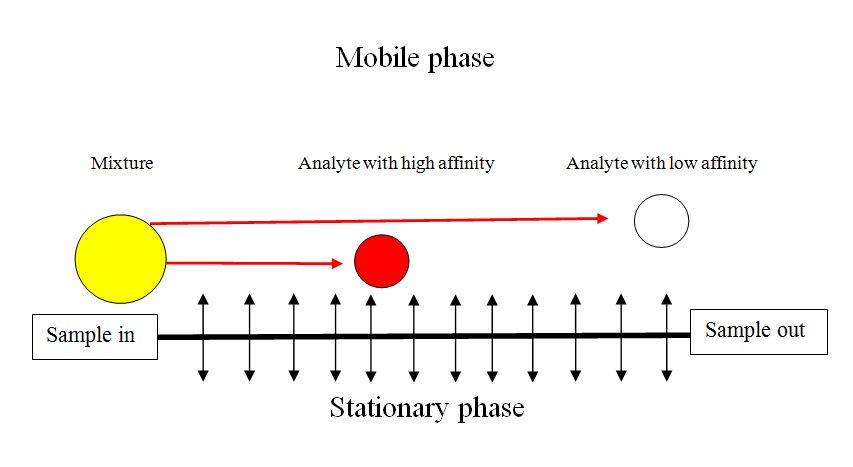 Mobile phase
Mixture
Analyte with high affinity
Analyte with low affinity
Sample in
Sample out
Stationary phase